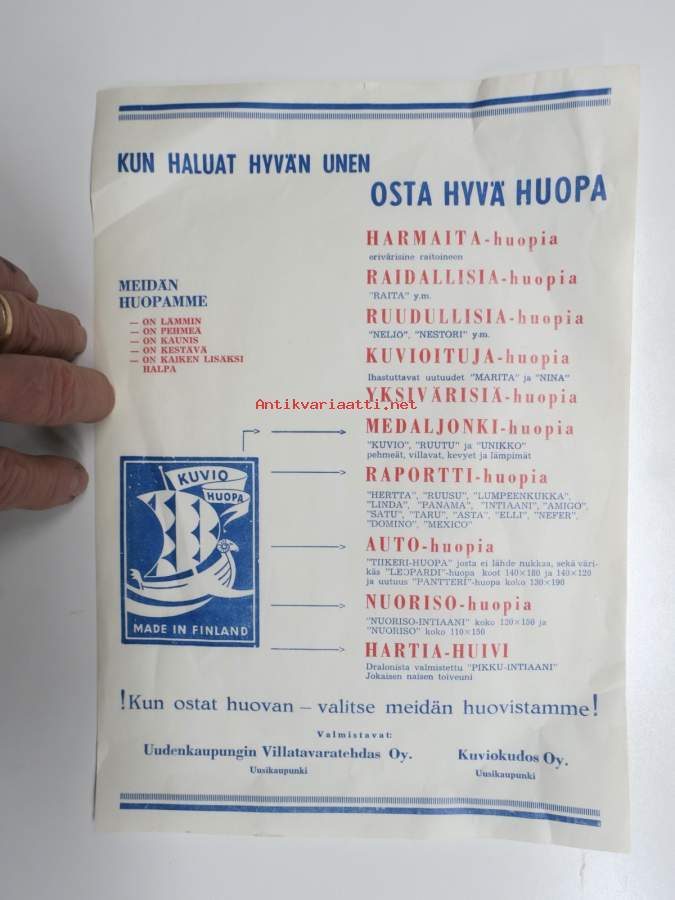 KUN HALUAT HYVÄN UNEN
OSTA HYVÄ HUOPA
MEIDÄN
HUOPAMME
— ON LÄMMIN
— ON PEHMEÄ
— ON KAUNIS
— ON KESTÄVÄ
— ON KAIKEN LISÄKSI
HALPA
HARMAITA-huopia
erivärisine raitoineen
RAIDALLISIA-huopia
"RAITA" y.m.
RUUDULLISIA-huopia
"NELIÖ", "NESTORI" y.m.
KUVIOITUJA-huopia
Ihastuttavat uutuudet "MARITA" ja "NINA"
YKSIVÄRISIÄ-huopia
Antikvariaatti.net
MEDALJONKI-huopia
"KUVIO", "RUUTU" ja "UNIKKO"
pehmeät, villavat, kevyet ja lämpimät
RAPORTTI-huopia
"HERTTA", "RUUSU", "LUMPEENKUKKA",
"LINDA", "PANAMA", "INTIAANI", "AMIGO",
"SATU", "TARU", "ASTA", "ELLI", "NEFER",
"DOMINO", "MEXICO"
AUTO-huopia
"TIIKERI-HUOPA" josta ei lähde nukkaa, sekä väri-
käs "LEOPARDI"-huopa koot 140×180 ja 140×120
ja uutuus "PANTTERI"-huopa koko 130×190
NUORISO-huopia
"NUORISO-INTIAANI" koko 120×150 ja
"NUORISO" koko 110×150
HARTIA-HUIVI
Dralonista valmistettu "PIKKU-INTIAANI"
Jokaisen naisen toiveuni
KUVIO
HUOPA
MADE IN FINLAND
!Kun ostat huovan – valitse meidän huovistamme!
Valmistavat:
Uudenkaupungin Villatavaratehdas Oy.
Uusikaupunki
Kuviokudos Oy.
Uusikaupunki